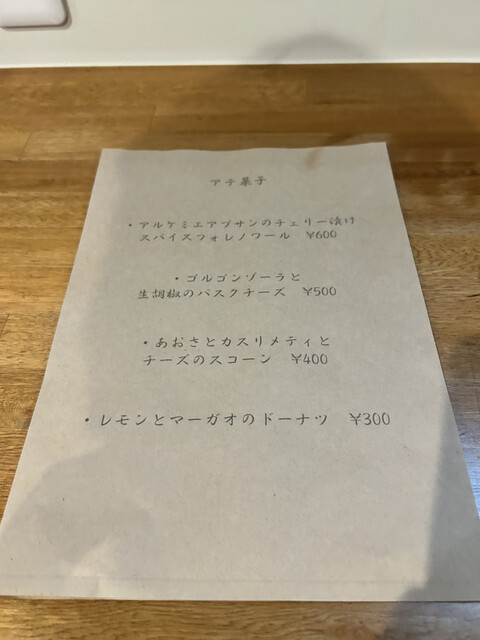 アテ菓子
・アルケミエアブサンのチェリー漬け
スパイスフォレノワール ¥600
・ゴルゴンゾーラと
生胡椒のバスクチーズ ¥500
・あおさとカスリメティと
チーズのスコーン ¥400
・レモンとマーガオのドーナツ ¥300